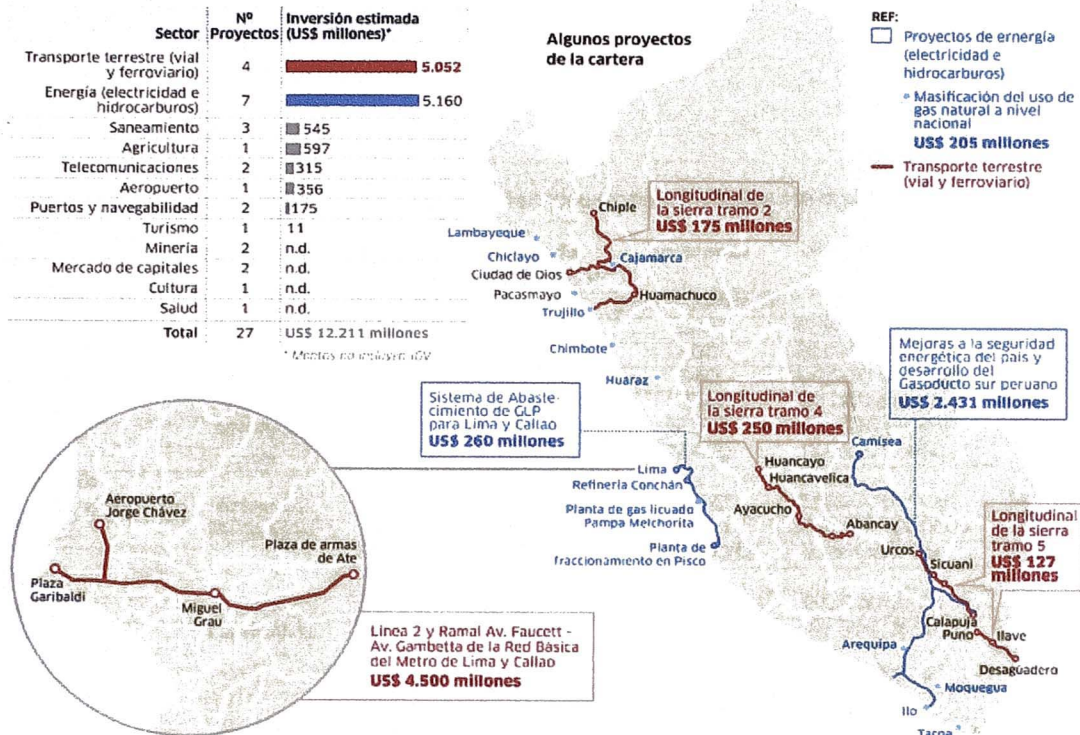 Sector Nº Proyectos Inversión estimada (US$ millones)*
Transporte terrestre (vial y ferroviario) 4 5.052
Energía (electricidad e hidrocarburos) 7 5.160
Saneamiento 3 545
Agricultura 1 597
Telecomunicaciones 2 315
Aeropuerto 1 356
Puertos y navegabilidad 2 175
Turismo 1 11
Minería 2 n.d.
Mercado de capitales 2 n.d.
Cultura 1 n.d.
Salud 1 n.d.
Total 27 US$ 12.211 millones
* Montos no incluyen IGV
Algunos proyectos
de la cartera
REF:
Proyectos de ernergía
(electricidad e
hidrocarburos)
* Masificación del uso de
gas natural a nivel
nacional
US$ 205 millones
Transporte terrestre
(vial y ferroviario)
Longitudinal de
la sierra tramo 2
US$ 175 millones
Chiple
Lambayeque
Chiclayo
Cajamarca
Ciudad de Dios
Pacasmayo
Huamachuco
Trujillo
Chimbote
Huaraz
Mejoras a la seguridad
energética del país y
desarrollo del
Gasoducto sur peruano
US$ 2.431 millones
Sistema de Abaste-
cimiento de GLP
para Lima y Callao
US$ 260 millones
Longitudinal de
la sierra tramo 4
US$ 250 millones
Camisea
Lima
Refinería Conchán
Huancayo
Huancavelica
Planta de gas licuado
Pampa Melchorita
Ayacucho
Abancay
Planta de
fraccionamiento en Pisco
Longitudinal
de la sierra
tramo 5
US$ 127
millones
Urcos
Sicuani
Calapuja
Puno
Ilave
Desagüadero
Arequipa
Moquegua
Ilo
Tacna
Aeropuerto
Jorge Chávez
Plaza de armas
de Ate
Plaza
Garibaldi
Miguel
Grau
Línea 2 y Ramal Av. Faucett -
Av. Gambetta de la Red Básica
del Metro de Lima y Callao
US$ 4.500 millones